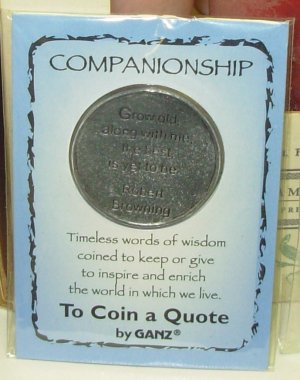 COMPANIONSHIP
Grow old
along with me
the best
is yet to be
Robert
Browning
Timeless words of wisdom
coined to keep or give
to inspire and enrich
the world in which we live.
To Coin a Quote
by GANZ®